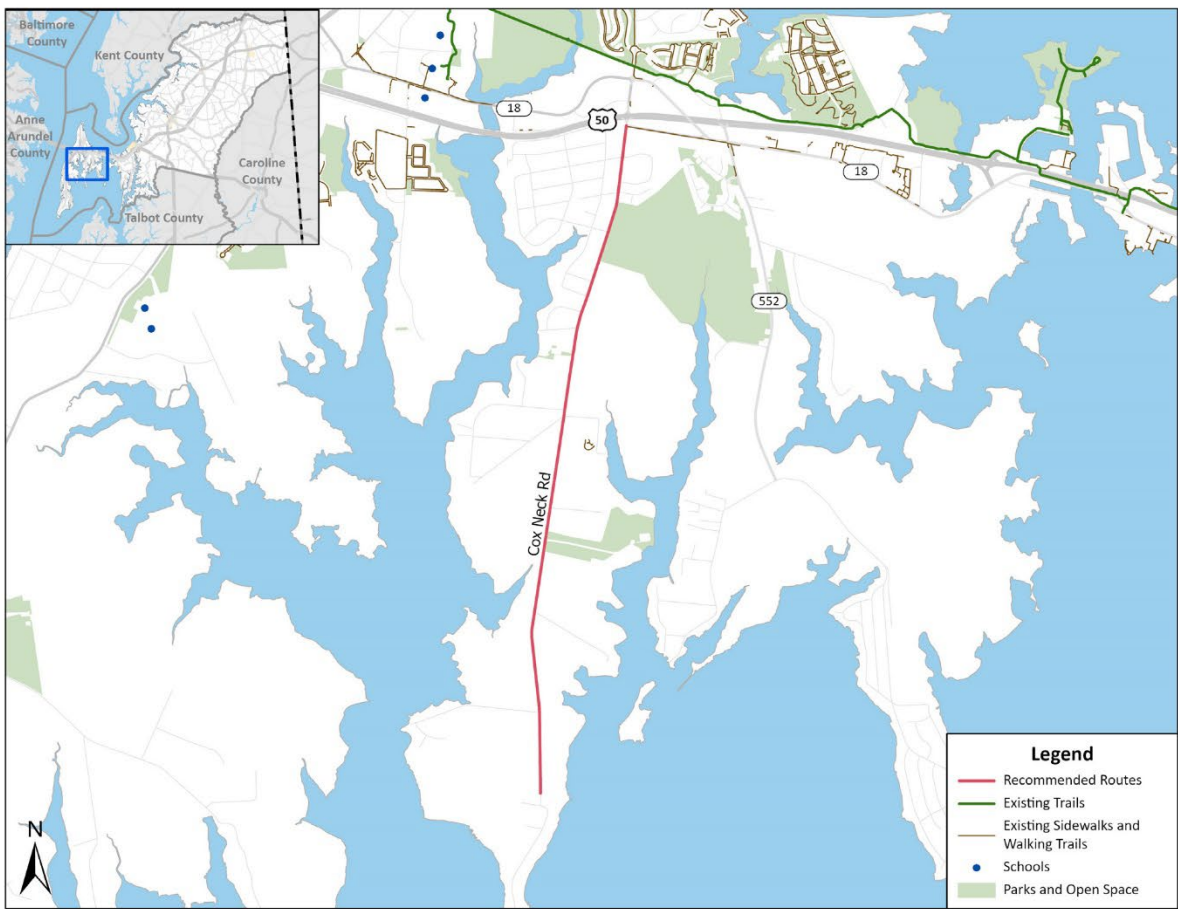 Baltimore
County
Kent County
Anne
Arundel
County
Caroline
County
Talbot County
18
50
18
552
Cox Neck Rd
N
Legend
Recommended Routes
Existing Trails
Existing Sidewalks and
Walking Trails
Schools
Parks and Open Space